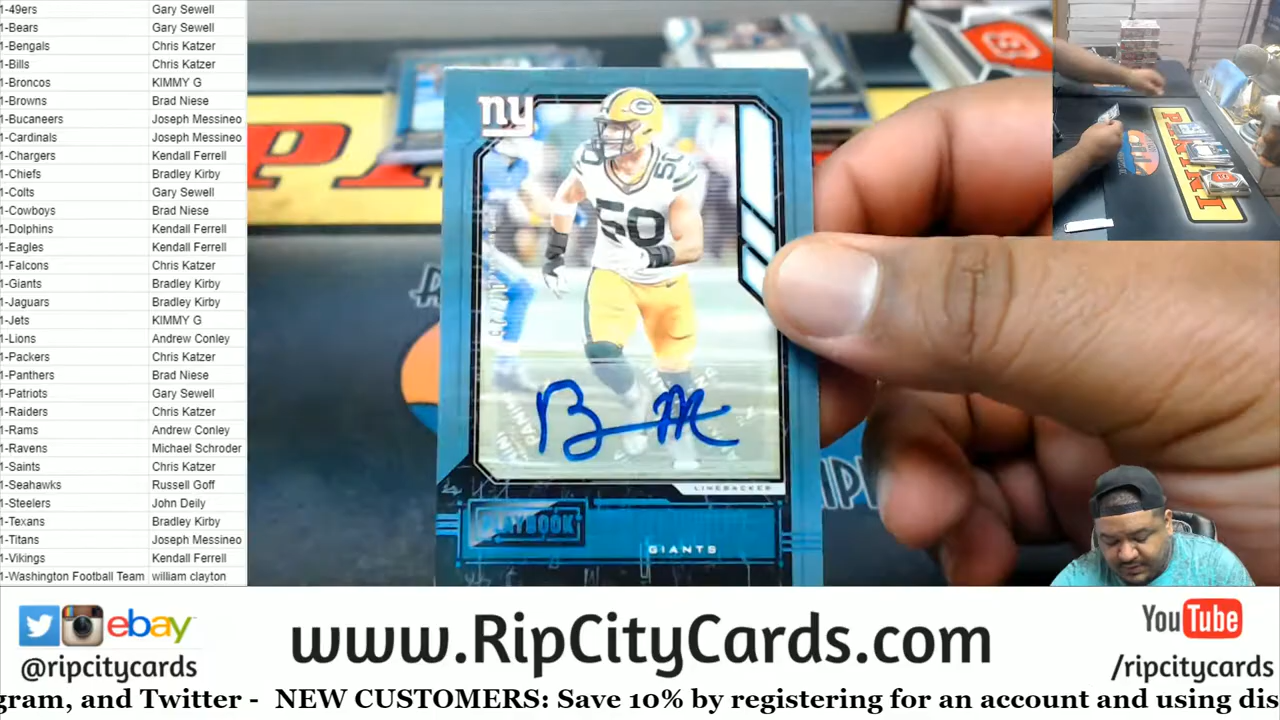 1-49ers Gary Sewell
1-Bears Gary Sewell
1-Bengals Chris Katzer
1-Bills Chris Katzer
1-Broncos KIMMY G
1-Browns Brad Niese
1-Bucaneers Joseph Messineo
1-Cardinals Joseph Messineo
1-Chargers Kendall Ferrell
1-Chiefs Bradley Kirby
1-Colts Gary Sewell
1-Cowboys Brad Niese
1-Dolphins Kendall Ferrell
1-Eagles Kendall Ferrell
1-Falcons Chris Katzer
1-Giants Bradley Kirby
1-Jaguars Bradley Kirby
1-Jets KIMMY G
1-Lions Andrew Conley
1-Packers Chris Katzer
1-Panthers Brad Niese
1-Patriots Gary Sewell
1-Raiders Chris Katzer
1-Rams Andrew Conley
1-Ravens Michael Schroder
1-Saints Chris Katzer
1-Seahawks Russell Goff
1-Steelers John Deily
1-Texans Bradley Kirby
1-Titans Joseph Messineo
1-Vikings Kendall Ferrell
1-Washington Football Team william clayton
ny
G
50
50
LINEBACKER
PLAYBOOK
GIANTS
PANINI
ebay
@ripcitycards
www.RipCityCards.com
YouTube
/ripcitycards
gram, and Twitter - NEW CUSTOMERS: Save 10% by registering for an account and using dis